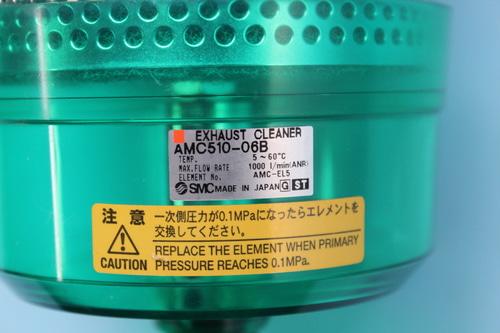 EXHAUST CLEANER
AMC510-06B
TEMP. 5~60℃
MAX.FLOW RATE 1000 l/min(ANR)
ELEMENT No. AMC-EL5
SMC MADE IN JAPAN G ST
注意 一次側圧力が0.1MPaになったらエレメントを
交換してください。
CAUTION REPLACE THE ELEMENT WHEN PRIMARY
PRESSURE REACHES 0.1MPa.